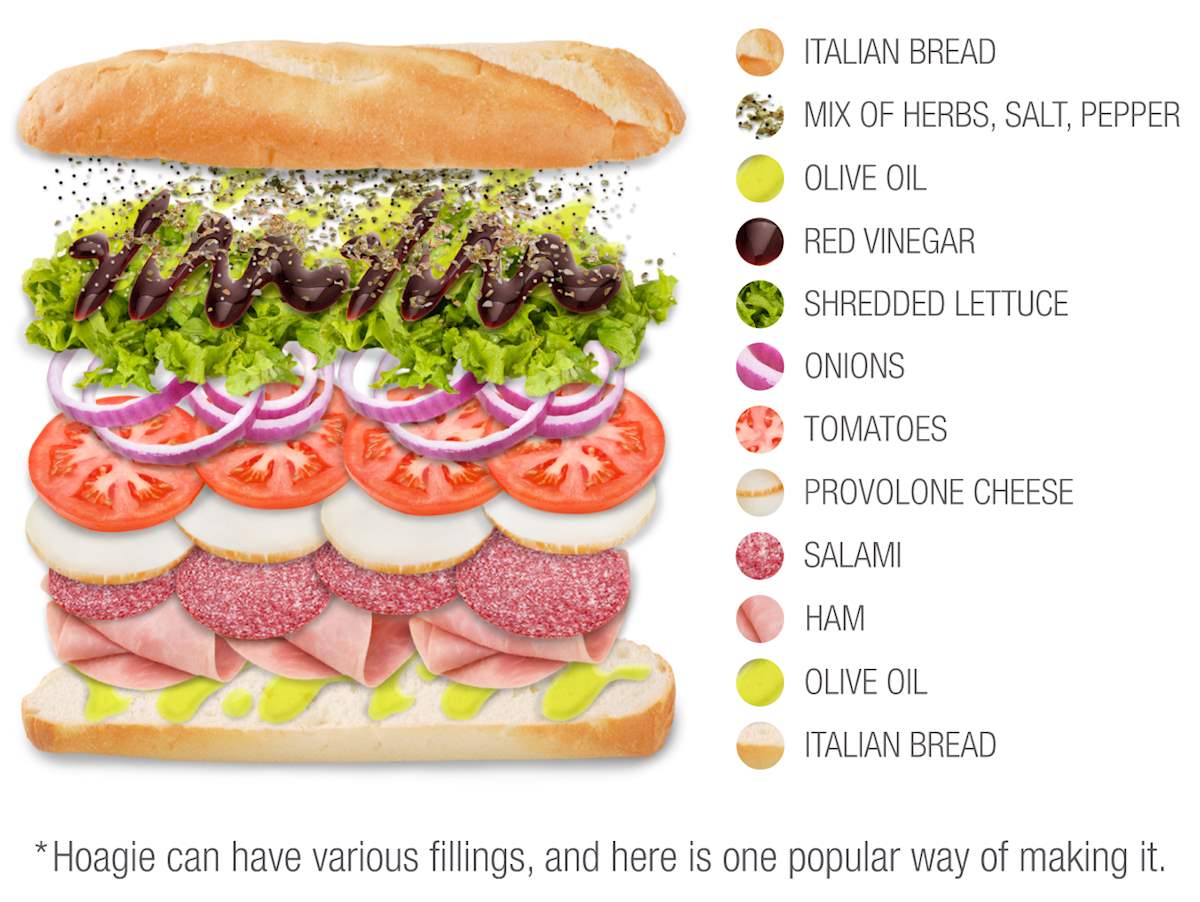 ITALIAN BREAD
MIX OF HERBS, SALT, PEPPER
OLIVE OIL
RED VINEGAR
SHREDDED LETTUCE
ONIONS
TOMATOES
PROVOLONE CHEESE
SALAMI
HAM
OLIVE OIL
ITALIAN BREAD
*Hoagie can have various fillings, and here is one popular way of making it.